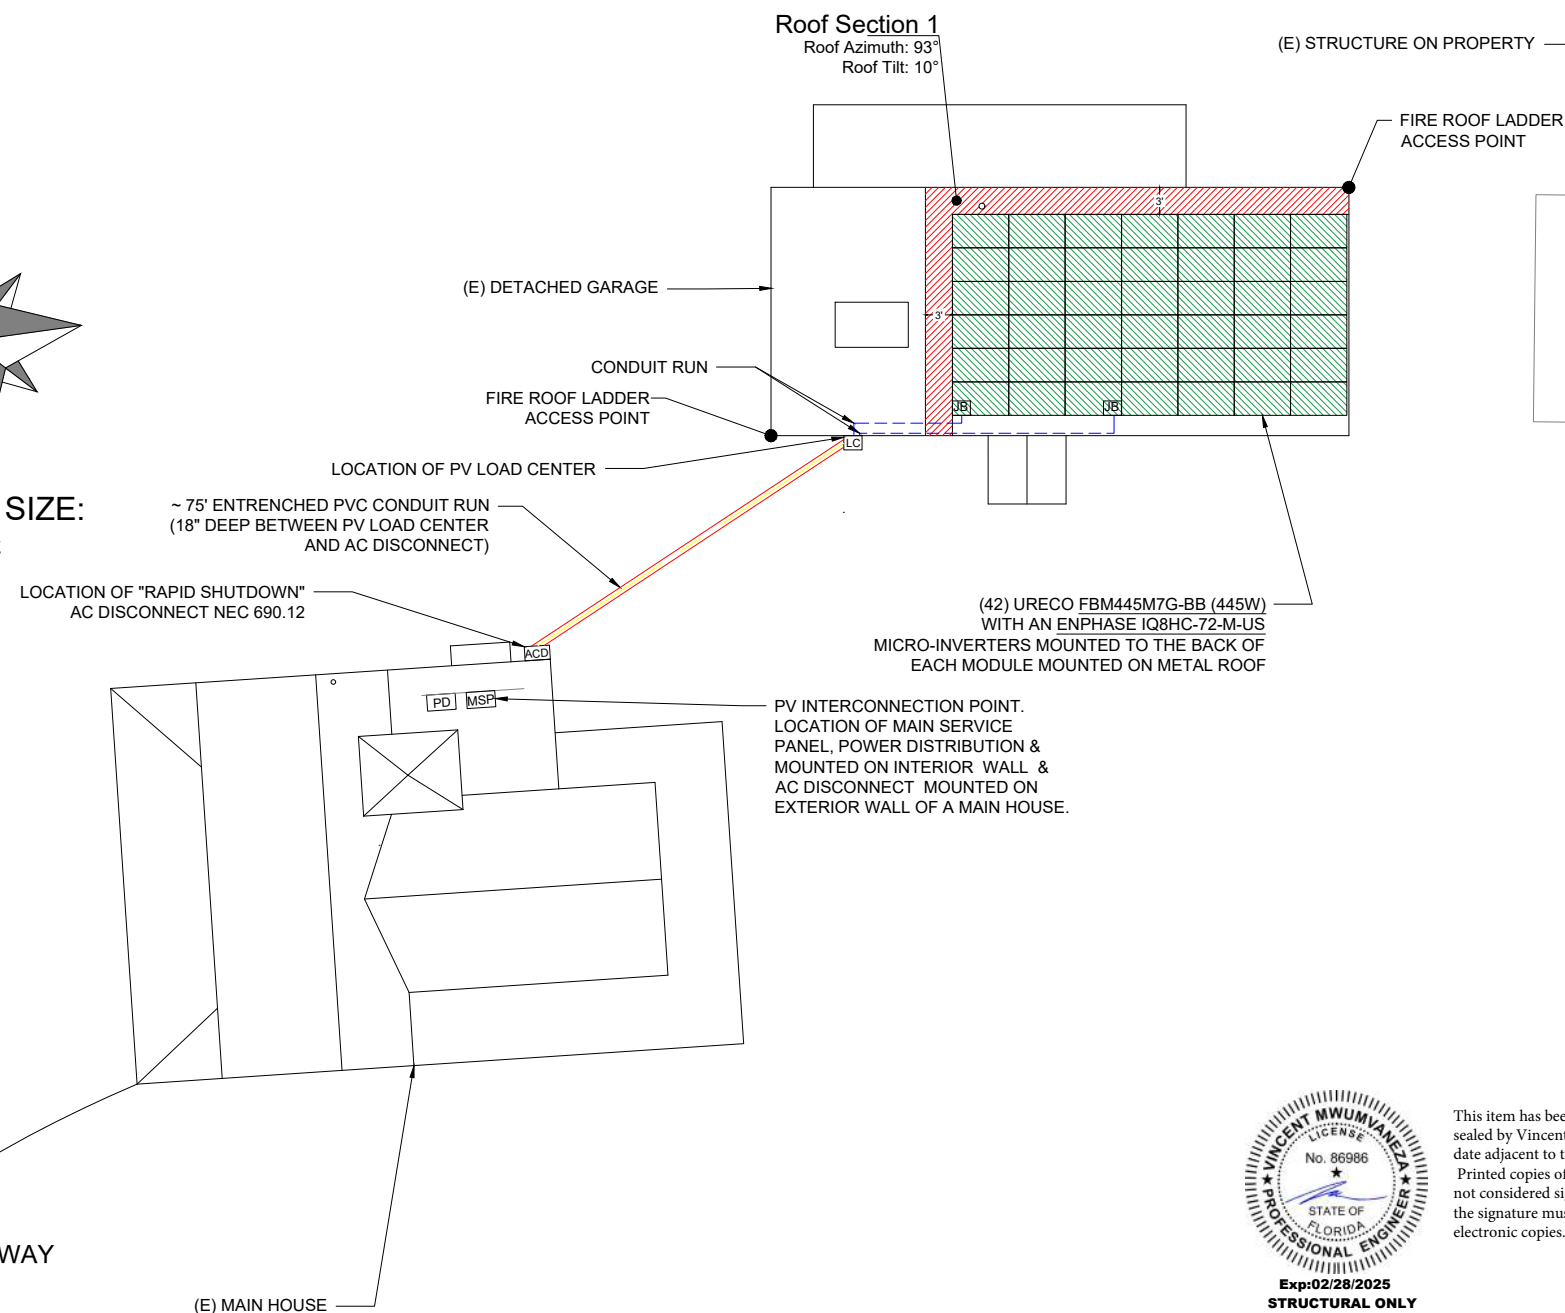 Roof Section 1
Roof Azimuth: 93°
Roof Tilt: 10°
(E) STRUCTURE ON PROPERTY
FIRE ROOF LADDER
ACCESS POINT
3'
3'
(E) DETACHED GARAGE
CONDUIT RUN
FIRE ROOF LADDER
ACCESS POINT
JB
JB
LC
LOCATION OF PV LOAD CENTER
SIZE:
~ 75' ENTRENCHED PVC CONDUIT RUN
(18" DEEP BETWEEN PV LOAD CENTER
AND AC DISCONNECT)
LOCATION OF "RAPID SHUTDOWN"
AC DISCONNECT NEC 690.12
(42) URECO FBM445M7G-BB (445W)
WITH AN ENPHASE IQ8HC-72-M-US
MICRO-INVERTERS MOUNTED TO THE BACK OF
EACH MODULE MOUNTED ON METAL ROOF
ACD
PD
MSP
PV INTERCONNECTION POINT.
LOCATION OF MAIN SERVICE
PANEL, POWER DISTRIBUTION &
MOUNTED ON INTERIOR WALL &
AC DISCONNECT MOUNTED ON
EXTERIOR WALL OF A MAIN HOUSE.
VINCENT MWUMVANEZA
LICENSE
No. 86986
STATE OF
FLORIDA
PROFESSIONAL ENGINEER
Exp:02/28/2025
STRUCTURAL ONLY
This item has bee
sealed by Vincent
date adjacent to t
Printed copies of
not considered si
the signature mus
electronic copies.
WAY
(E) MAIN HOUSE